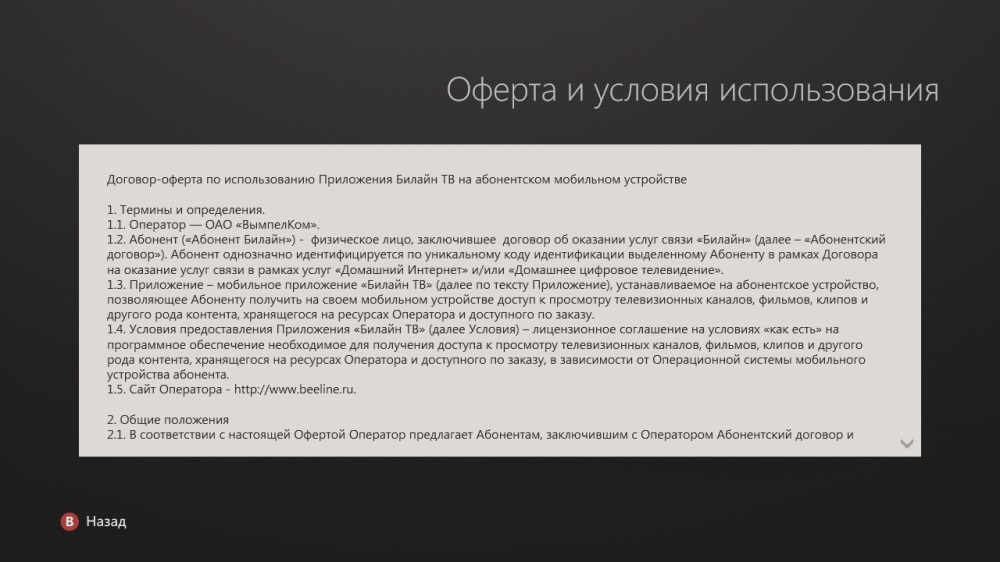 Оферта и условия использования
Договор-оферта по использованию Приложения Билайн ТВ на абонентском мобильном устройстве
1. Термины и определения.
1.1. Оператор — ОАО «ВымпелКом».
1.2. Абонент («Абонент Билайн») - физическое лицо, заключившее договор об оказании услуг связи «Билайн» (далее – «Абонентский
договор»). Абонент однозначно идентифицируется по уникальному коду идентификации выделенному Абоненту в рамках Договора
на оказание услуг связи в рамках услуг «Домашний Интернет» и/или «Домашнее цифровое телевидение».
1.3. Приложение – мобильное приложение «Билайн ТВ» (далее по тексту Приложение), устанавливаемое на абонентское устройство,
позволяющее Абоненту получить на своем мобильном устройстве доступ к просмотру телевизионных каналов, фильмов, клипов и
другого рода контента, хранящегося на ресурсах Оператора и доступного по заказу.
1.4. Условия предоставления Приложения «Билайн ТВ» (далее Условия) – лицензионное соглашение на условиях «как есть» на
программное обеспечение необходимое для получения доступа к просмотру телевизионных каналов, фильмов, клипов и другого
рода контента, хранящегося на ресурсах Оператора и доступного по заказу, в зависимости от Операционной системы мобильного
устройства абонента.
1.5. Сайт Оператора - http://www.beeline.ru.
2. Общие положения
2.1. В соответствии с настоящей Офертой Оператор предлагает Абонентам, заключившим с Оператором Абонентский договор и
B Назад